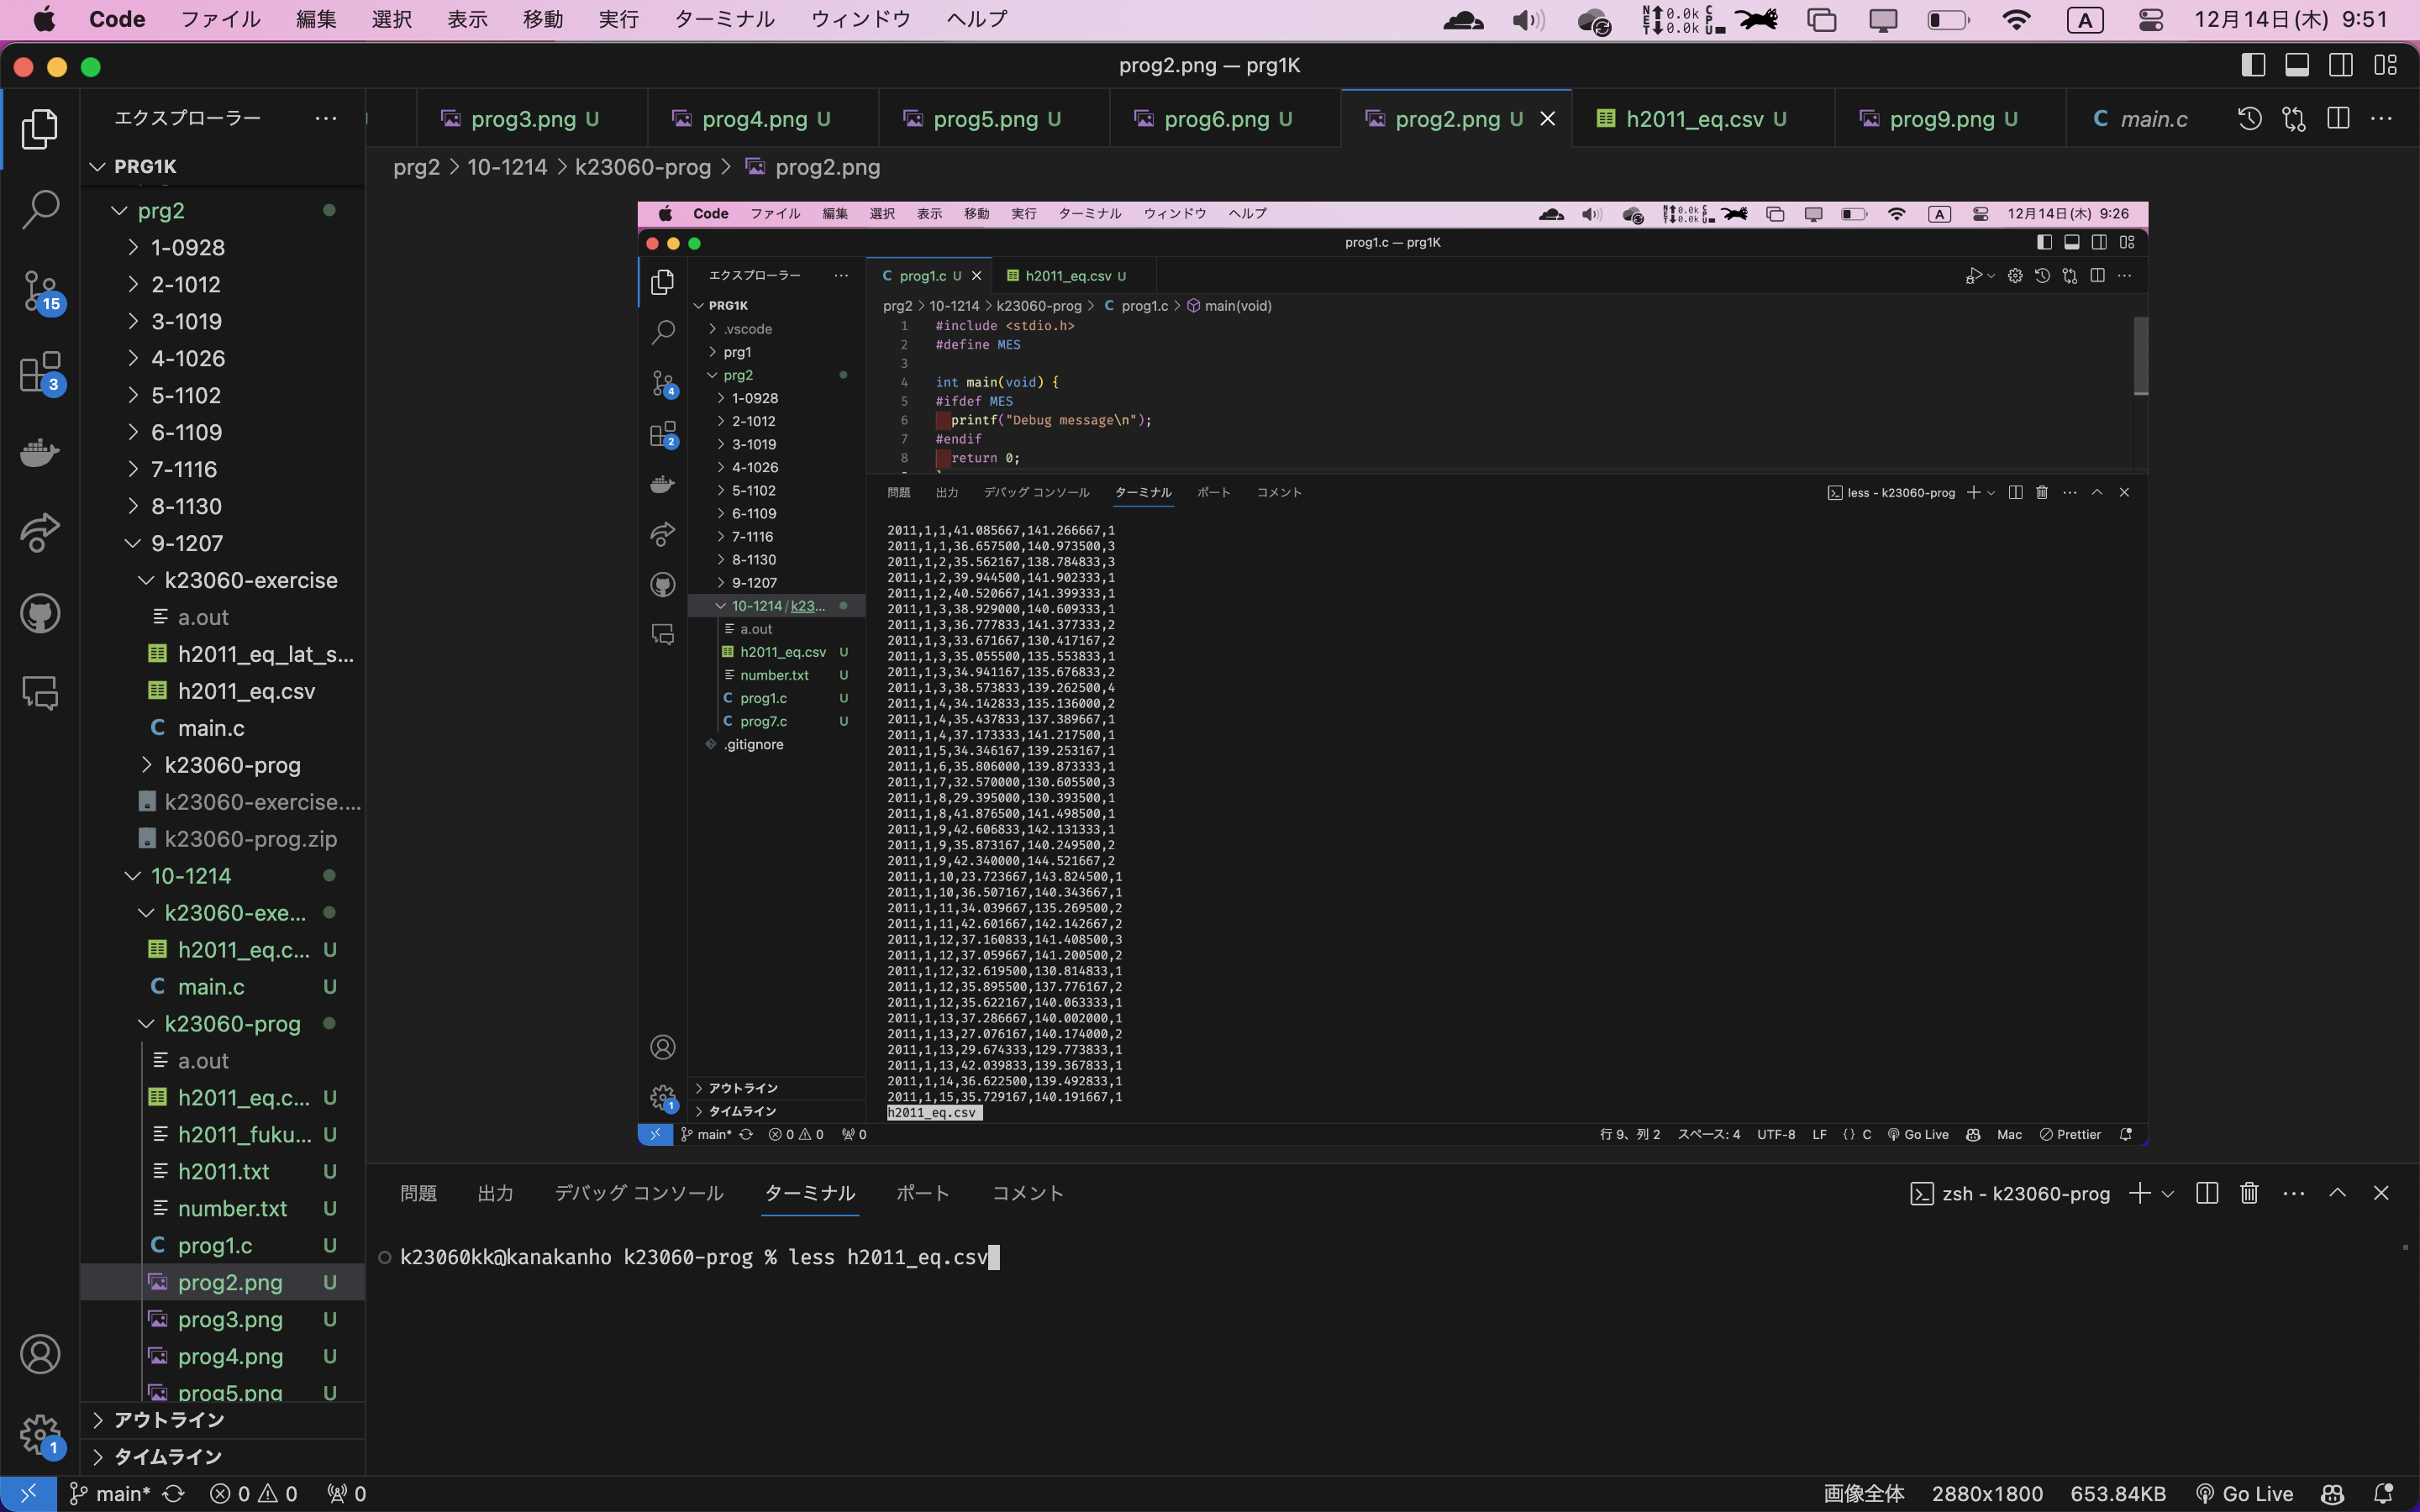 Code ファイル 編集 選択 表示 移動 実行 ターミナル ウィンドウ ヘルプ
NET 0.0k 0.0k CPU A 12月14日(木) 9:51
prog2.png — prg1K
エクスプローラー
prog3.png U prog4.png U prog5.png U prog6.png U prog2.png U h2011_eq.csv U prog9.png U C main.c
prg2 > 10-1214 > k23060-prog > prog2.png
PRG1K
prg2
1-0928
2-1012
3-1019
4-1026
5-1102
6-1109
7-1116
8-1130
9-1207
k23060-exercise
a.out
h2011_eq_lat_s...
h2011_eq.csv
C main.c
k23060-prog
k23060-exercise....
k23060-prog.zip
10-1214
k23060-exe...
h2011_eq.c... U
C main.c U
k23060-prog
a.out
h2011_eq.c... U
h2011_fuku... U
h2011.txt U
number.txt U
C prog1.c U
prog2.png U
prog3.png U
prog4.png U
prog5.png U
アウトライン
タイムライン
15
3
1
Code ファイル 編集 選択 表示 移動 実行 ターミナル ウィンドウ ヘルプ
NET 0.0k 0.0k CPU A 12月14日(木) 9:26
prog1.c — prg1K
エクスプローラー
C prog1.c U h2011_eq.csv U
PRG1K
.vscode
prg1
prg2
1-0928
2-1012
3-1019
4-1026
5-1102
6-1109
7-1116
8-1130
9-1207
10-1214/k23...
a.out
h2011_eq.csv U
number.txt U
C prog1.c U
C prog7.c U
.gitignore
アウトライン
タイムライン
4
2
1
prg2 > 10-1214 > k23060-prog > C prog1.c > main(void)
1 #include <stdio.h>
2 #define MES
3
4 int main(void) {
5 #ifdef MES
6 printf("Debug message\n");
7 #endif
8 return 0;
問題 出力 デバッグ コンソール ターミナル ポート コメント less - k23060-prog
2011,1,1,41.085667,141.266667,1
2011,1,1,36.657500,140.973500,3
2011,1,2,35.562167,138.784833,3
2011,1,2,39.944500,141.902333,1
2011,1,2,40.520667,141.399333,1
2011,1,3,38.929000,140.609333,1
2011,1,3,36.777833,141.377333,2
2011,1,3,33.671667,130.417167,2
2011,1,3,35.055500,135.553833,1
2011,1,3,34.941167,135.676833,2
2011,1,3,38.573833,139.262500,4
2011,1,4,34.142833,135.136000,2
2011,1,4,35.437833,137.389667,1
2011,1,4,37.173333,141.217500,1
2011,1,5,34.346167,139.253167,1
2011,1,6,35.806000,139.873333,1
2011,1,7,32.570000,130.605500,3
2011,1,8,29.395000,130.393500,1
2011,1,8,41.876500,141.498500,1
2011,1,9,42.606833,142.131333,1
2011,1,9,35.873167,140.249500,2
2011,1,9,42.340000,144.521667,2
2011,1,10,23.723667,143.824500,1
2011,1,10,36.507167,140.343667,1
2011,1,11,34.039667,135.269500,2
2011,1,11,42.601667,142.142667,2
2011,1,12,37.160833,141.408500,3
2011,1,12,37.059667,141.200500,2
2011,1,12,32.619500,130.814833,1
2011,1,12,35.895500,137.776167,2
2011,1,12,35.622167,140.063333,1
2011,1,13,37.286667,140.002000,1
2011,1,13,27.076167,140.174000,2
2011,1,13,29.674333,129.773833,1
2011,1,13,42.039833,139.367833,1
2011,1,14,36.622500,139.492833,1
2011,1,15,35.729167,140.191667,1
h2011_eq.csv
main* 0 0 0 行 9、列 2 スペース: 4 UTF-8 LF {} C Go Live Mac Prettier
問題 出力 デバッグ コンソール ターミナル ポート コメント zsh - k23060-prog
k23060kk@kanakanho k23060-prog % less h2011_eq.csv
main* 0 0 0 画像全体 2880x1800 653.84KB Go Live